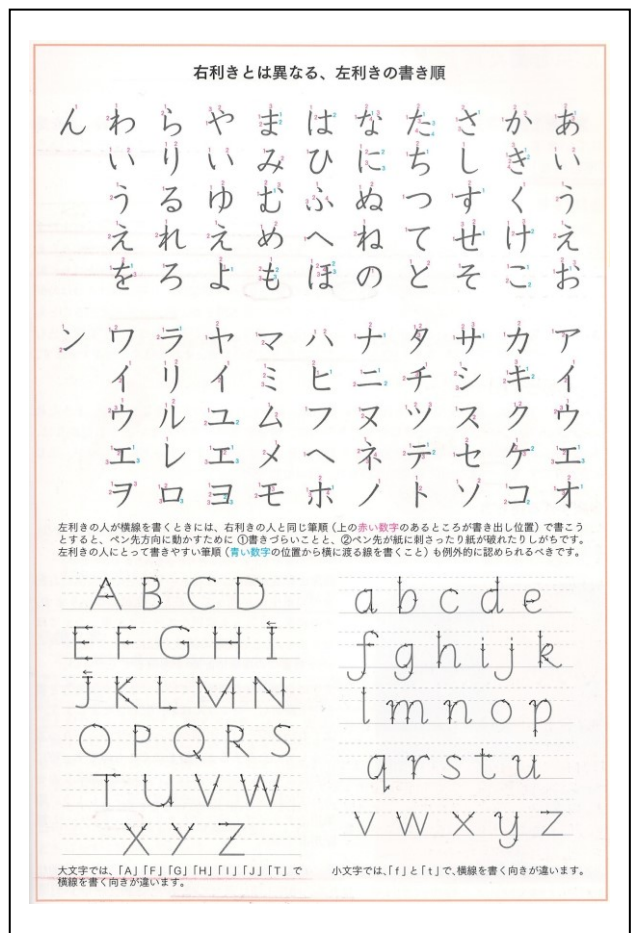 右利きとは異なる、左利きの書き順
んわらやまはなたさかあ
いりいみひにちしきい
うるゆむふぬつすくう
えれえめへねてせけえ
をろよもほのとそこお
ンワラヤマハナタサカア
イリイミヒニチシキイ
ウルユムフヌツスクウ
エレエメヘネテセケエ
ヲロヨモホノトソコオ
左利きの人が横線を書くときには、右利きの人と同じ筆順（上の赤い数字のあるところが書き出し位置）で書こう
とすると、ペン先方向に動かすために ①書きづらいことと、②ペン先が紙に刺さったり紙が破れたりしがちです。
左利きの人にとって書きやすい筆順（青い数字の位置から横に渡る線を書くこと）も例外的に認められるべきです。
A B C D
E F G H I
J K L M N
O P Q R S
T U V W
X Y Z
大文字では、「A」「F」「G」「H」「I」「J」「T」で
横線を書く向きが違います。
a b c d e
f g h i j k
l m n o p
q r s t u
v w x y z
小文字では、「f」と「t」で、横線を書く向きが違います。